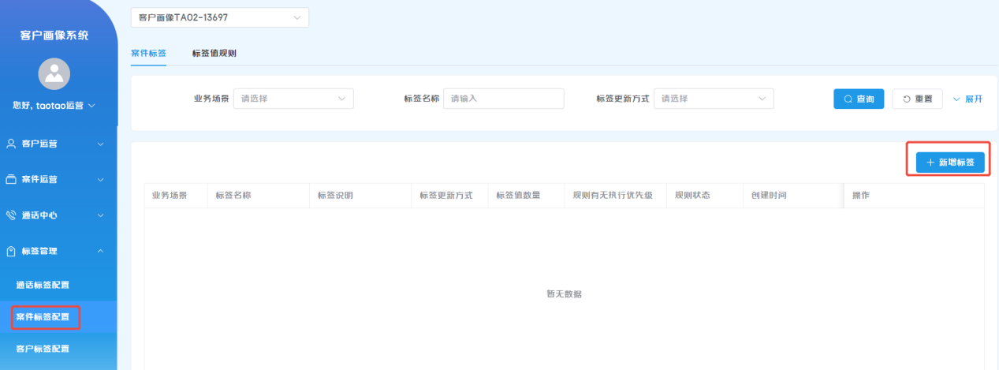 客户画像系统
您好, taotao运营
客户运营
案件运营
通话中心
标签管理
通话标签配置
案件标签配置
客户标签配置
客户画像TA02-13697
案件标签 标签值规则
业务场景 请选择 标签名称 请输入 标签更新方式 请选择 查询 重置 展开
新增标签
业务场景 标签名称 标签说明 标签更新方式 标签值数量 规则有无执行优先级 规则状态 创建时间 操作
暂无数据